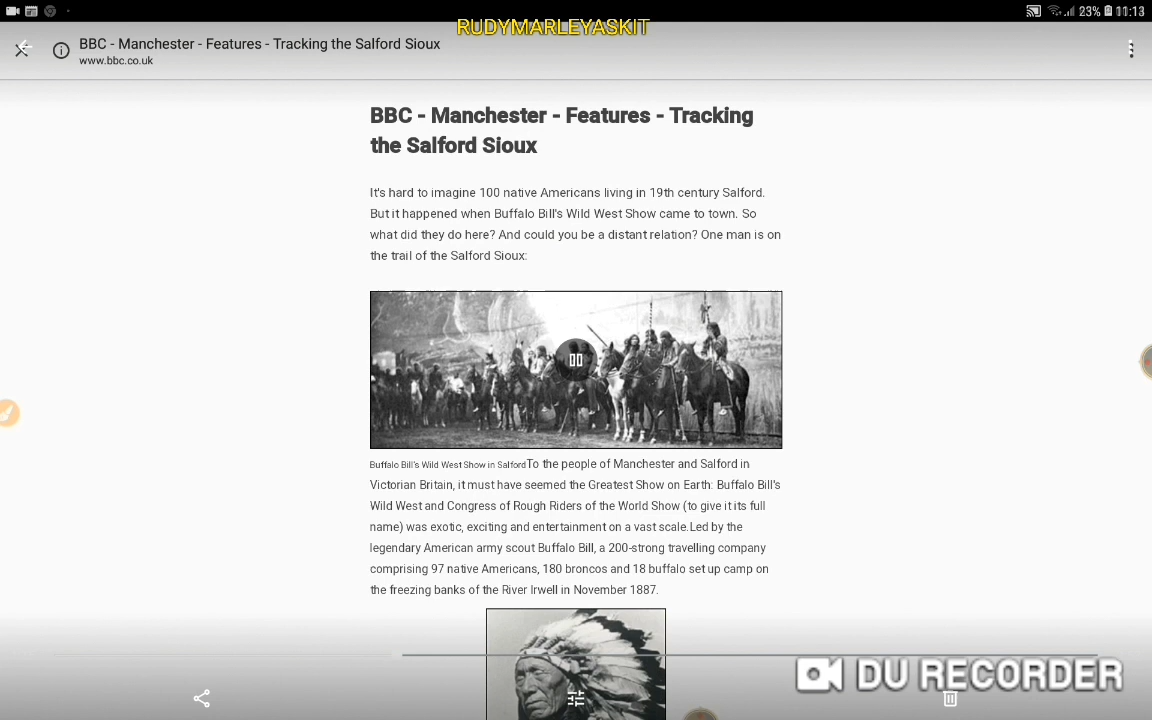 23% 11:13
RUDYMARLEYASKIT
BBC - Manchester - Features - Tracking the Salford Sioux
www.bbc.co.uk
BBC - Manchester - Features - Tracking
the Salford Sioux
It's hard to imagine 100 native Americans living in 19th century Salford.
But it happened when Buffalo Bill's Wild West Show came to town. So
what did they do here? And could you be a distant relation? One man is on
the trail of the Salford Sioux:
Buffalo Bill's Wild West Show in SalfordTo the people of Manchester and Salford in
Victorian Britain, it must have seemed the Greatest Show on Earth: Buffalo Bill's
Wild West and Congress of Rough Riders of the World Show (to give it its full
name) was exotic, exciting and entertainment on a vast scale.Led by the
legendary American army scout Buffalo Bill, a 200-strong travelling company
comprising 97 native Americans, 180 broncos and 18 buffalo set up camp on
the freezing banks of the River Irwell in November 1887.
DU RECORDER